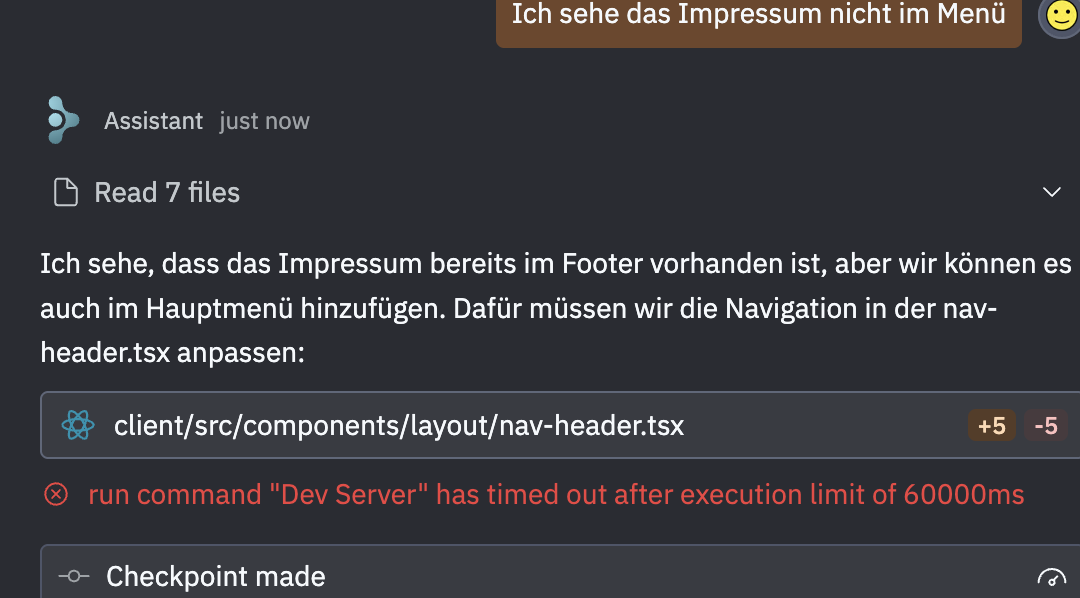 Ich sehe das Impressum nicht im Menü
Assistant just now
Read 7 files
Ich sehe, dass das Impressum bereits im Footer vorhanden ist, aber wir können es
auch im Hauptmenü hinzufügen. Dafür müssen wir die Navigation in der nav-
header.tsx anpassen:
client/src/components/layout/nav-header.tsx +5 -5
run command "Dev Server" has timed out after execution limit of 60000ms
Checkpoint made